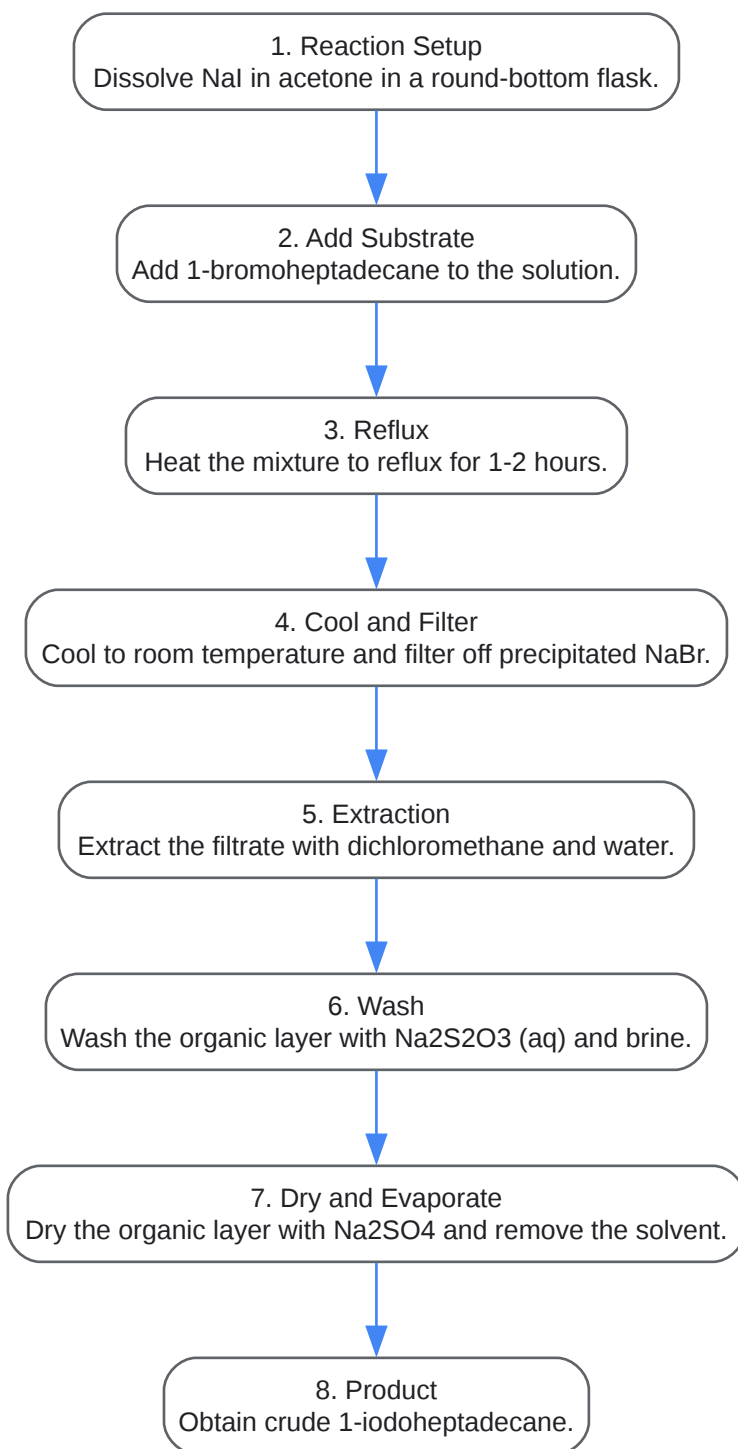 1. Reaction Setup
Dissolve NaI in acetone in a round-bottom flask.
2. Add Substrate
Add 1-bromoheptadecane to the solution.
3. Reflux
Heat the mixture to reflux for 1-2 hours.
4. Cool and Filter
Cool to room temperature and filter off precipitated NaBr.
5. Extraction
Extract the filtrate with dichloromethane and water.
6. Wash
Wash the organic layer with Na2S2O3 (aq) and brine.
7. Dry and Evaporate
Dry the organic layer with Na2SO4 and remove the solvent.
8. Product
Obtain crude 1-iodoheptadecane.